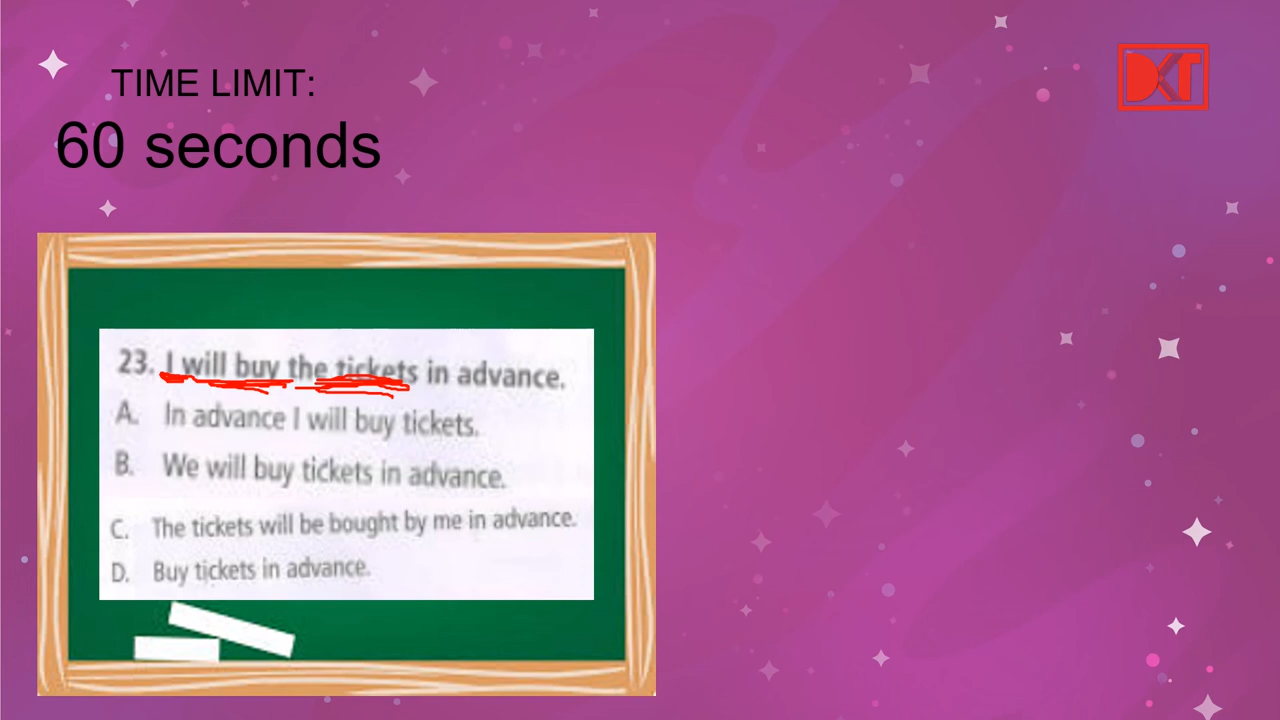 TIME LIMIT:
60 seconds
DKT
23. I will buy the tickets in advance.
A. In advance I will buy tickets.
B. We will buy tickets in advance.
C. The tickets will be bought by me in advance.
D. Buy tickets in advance.